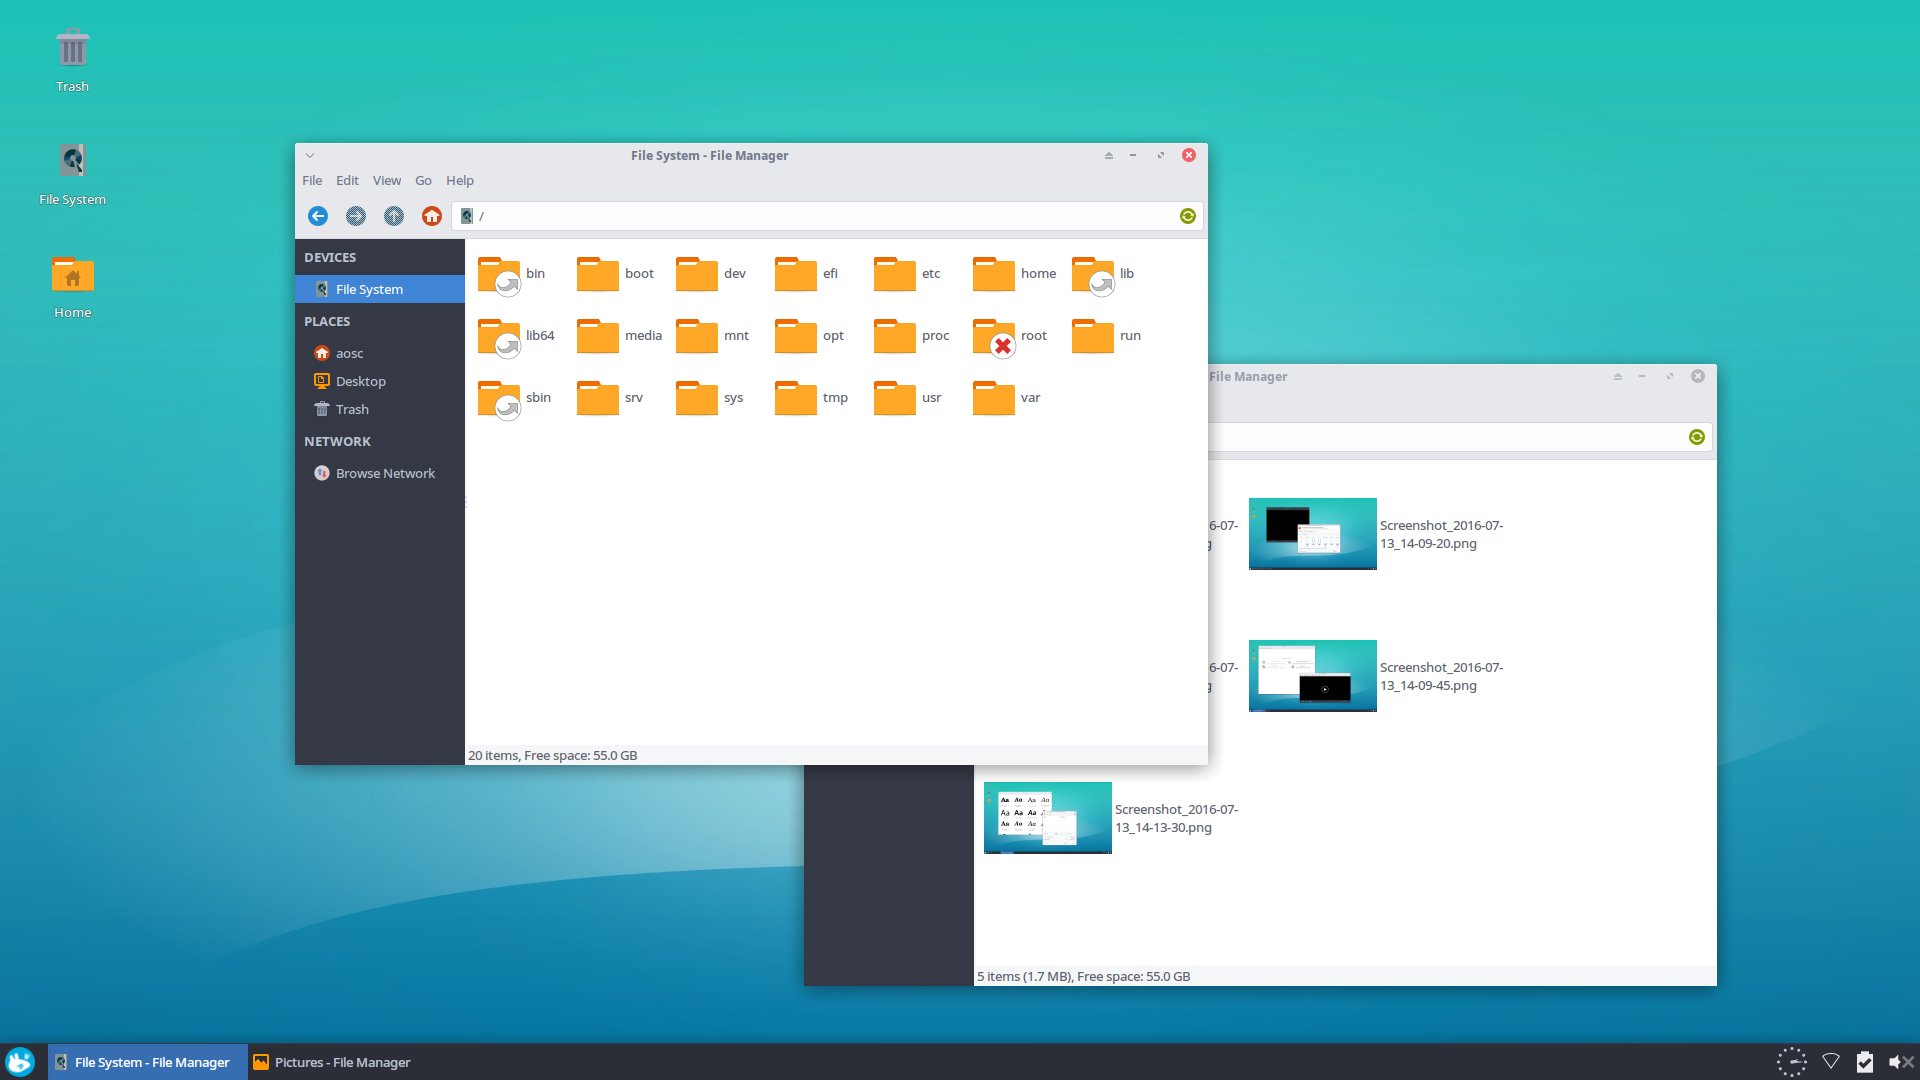 Trash
File System
Home
File System - File Manager
File Edit View Go Help
/
DEVICES
File System
PLACES
aosc
Desktop
Trash
NETWORK
Browse Network
bin boot dev efi etc home lib
lib64 media mnt opt proc root run
sbin srv sys tmp usr var
20 items, Free space: 55.0 GB
File Manager
6-07-
Screenshot_2016-07-
13_14-09-20.png
6-07-
Screenshot_2016-07-
13_14-09-45.png
Screenshot_2016-07-
13_14-13-30.png
5 items (1.7 MB), Free space: 55.0 GB
File System - File Manager
Pictures - File Manager